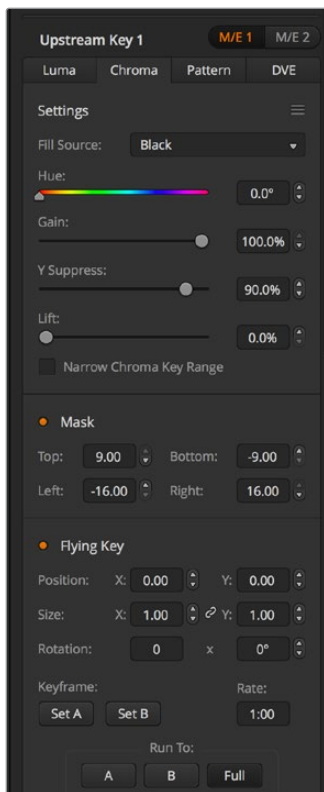 Upstream Key 1 M/E 1 M/E 2
Luma Chroma Pattern DVE
Settings
Fill Source: Black
Hue:
0.0°
Gain:
100.0%
Y Suppress:
90.0%
Lift:
0.0%
Narrow Chroma Key Range
Mask
Top: 9.00 Bottom: -9.00
Left: -16.00 Right: 16.00
Flying Key
Position: X: 0.00 Y: 0.00
Size: X: 1.00 Y: 1.00
Rotation: 0 x 0°
Keyframe: Rate:
Set A Set B 1:00
Run To:
A B Full